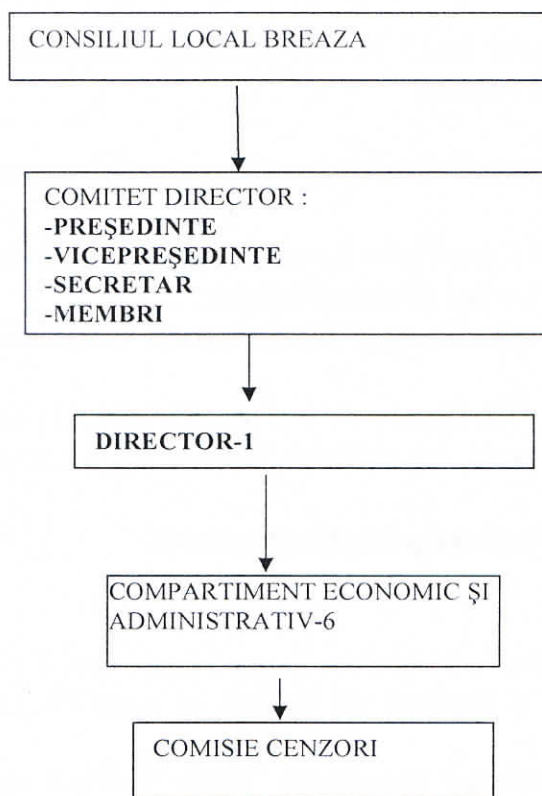 CONSILIUL LOCAL BREAZA
COMITET DIRECTOR :
-PREŞEDINTE
-VICEPREŞEDINTE
-SECRETAR
-MEMBRI
DIRECTOR-1
COMPARTIMENT ECONOMIC ŞI
ADMINISTRATIV-6
COMISIE CENZORI